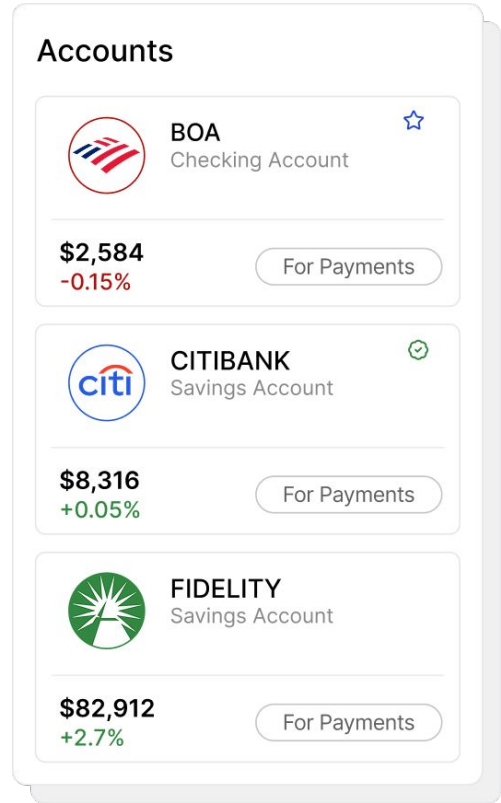 Accounts
BOA
Checking Account
$2,584
-0.15%
For Payments
citi
CITIBANK
Savings Account
$8,316
+0.05%
For Payments
FIDELITY
Savings Account
$82,912
+2.7%
For Payments